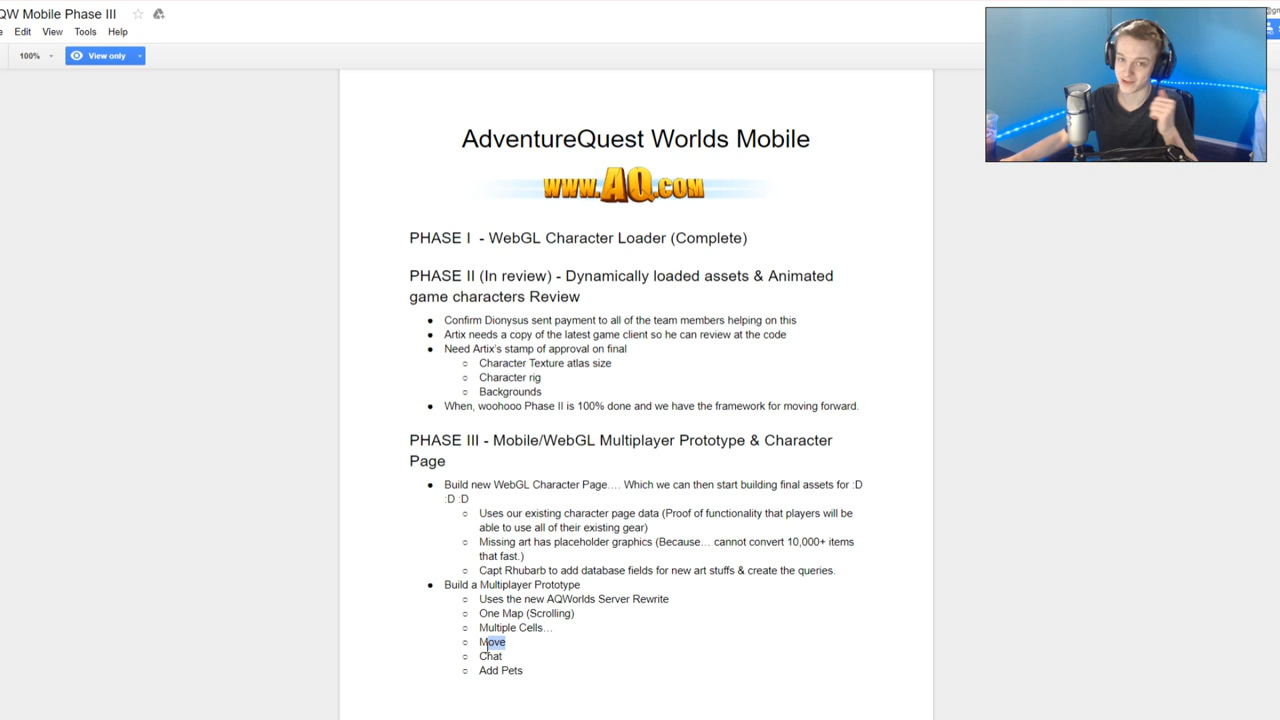 QW Mobile Phase III
Edit View Tools Help
100% View only
AdventureQuest Worlds Mobile
WWW.AQ.COM
PHASE I - WebGL Character Loader (Complete)
PHASE II (In review) - Dynamically loaded assets & Animated
game characters Review
● Confirm Dionysus sent payment to all of the team members helping on this
● Artix needs a copy of the latest game client so he can review at the code
● Need Artix's stamp of approval on final
○ Character Texture atlas size
○ Character rig
○ Backgrounds
● When, woohooo Phase II is 100% done and we have the framework for moving forward.
PHASE III - Mobile/WebGL Multiplayer Prototype & Character
Page
● Build new WebGL Character Page.... Which we can then start building final assets for :D
:D :D
○ Uses our existing character page data (Proof of functionality that players will be
able to use all of their existing gear)
○ Missing art has placeholder graphics (Because... cannot convert 10,000+ items
that fast.)
○ Capt Rhubarb to add database fields for new art stuffs & create the queries.
● Build a Multiplayer Prototype
○ Uses the new AQWorlds Server Rewrite
○ One Map (Scrolling)
○ Multiple Cells...
○ Move
○ Chat
○ Add Pets